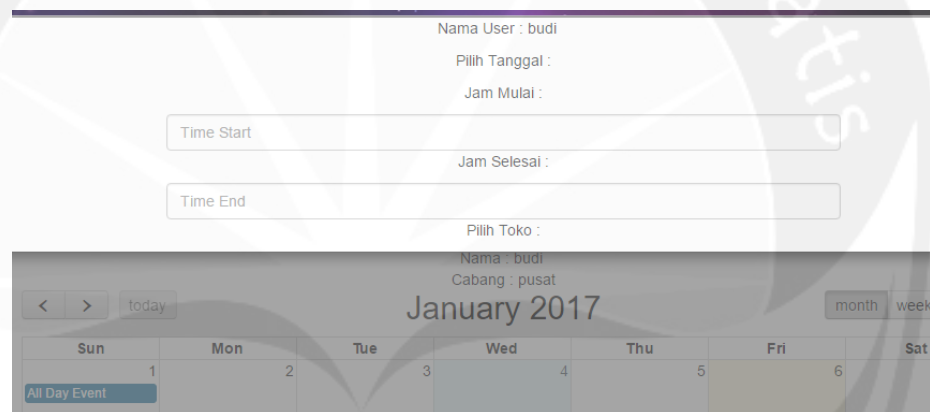 Nama User : budi
Pilih Tanggal :
Jam Mulai :
Time Start
Jam Selesai :
Time End
Pilih Toko :
Nama : budi
Cabang : pusat
< > today January 2017 month week
Sun Mon Tue Wed Thu Fri Sat
1 2 3 4 5 6
All Day Event
atis